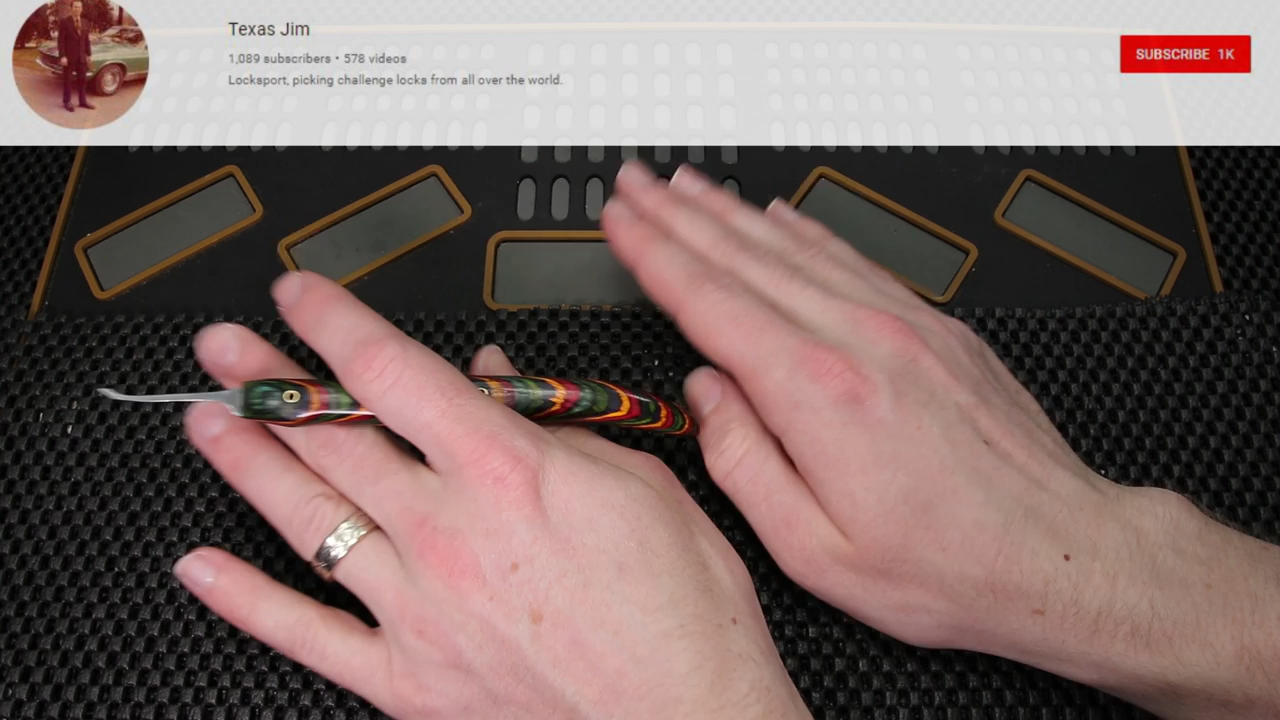 Texas Jim
1,089 subscribers • 578 videos
Locksport, picking challenge locks from all over the world.
SUBSCRIBE 1K